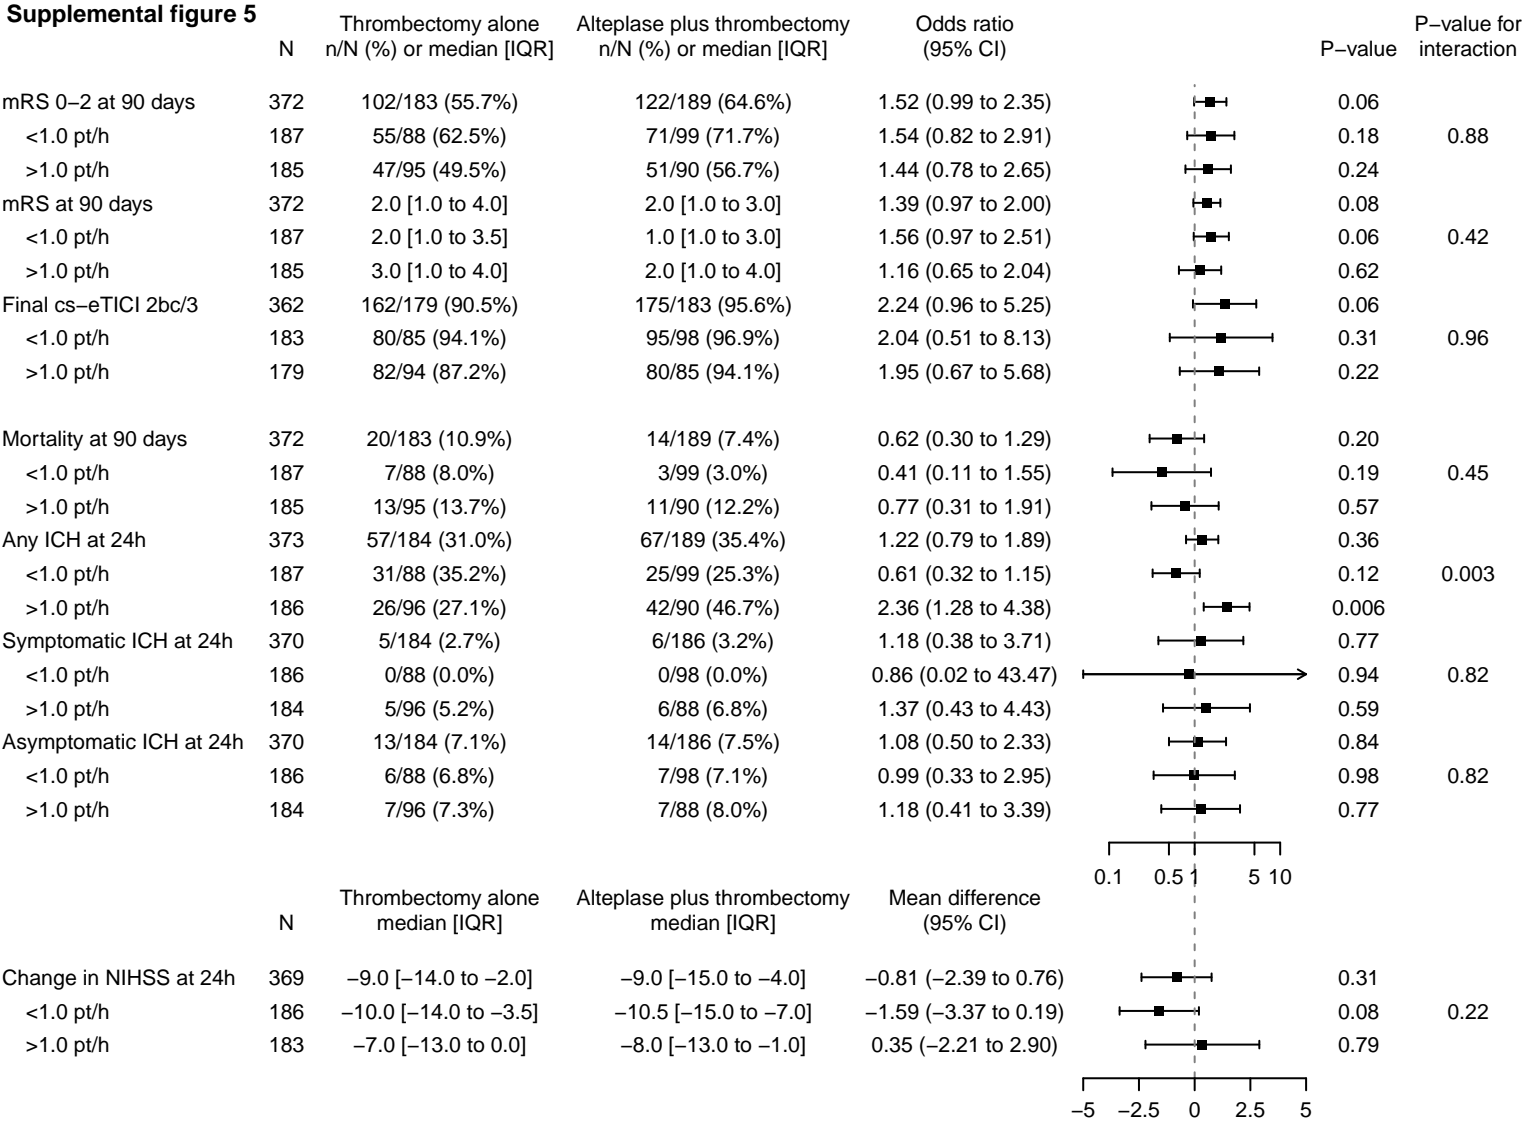 Supplemental figure 5
N
Thrombectomy alone
n/N (%) or median [IQR]
Alteplase plus thrombectomy
n/N (%) or median [IQR]
Odds ratio
(95% CI)
P−value
P−value for
interaction
mRS 0−2 at 90 days 372 102/183 (55.7%) 122/189 (64.6%) 1.52 (0.99 to 2.35) 0.06
<1.0 pt/h 187 55/88 (62.5%) 71/99 (71.7%) 1.54 (0.82 to 2.91) 0.18 0.88
>1.0 pt/h 185 47/95 (49.5%) 51/90 (56.7%) 1.44 (0.78 to 2.65) 0.24
mRS at 90 days 372 2.0 [1.0 to 4.0] 2.0 [1.0 to 3.0] 1.39 (0.97 to 2.00) 0.08
<1.0 pt/h 187 2.0 [1.0 to 3.5] 1.0 [1.0 to 3.0] 1.56 (0.97 to 2.51) 0.06 0.42
>1.0 pt/h 185 3.0 [1.0 to 4.0] 2.0 [1.0 to 4.0] 1.16 (0.65 to 2.04) 0.62
Final cs−eTICI 2bc/3 362 162/179 (90.5%) 175/183 (95.6%) 2.24 (0.96 to 5.25) 0.06
<1.0 pt/h 183 80/85 (94.1%) 95/98 (96.9%) 2.04 (0.51 to 8.13) 0.31 0.96
>1.0 pt/h 179 82/94 (87.2%) 80/85 (94.1%) 1.95 (0.67 to 5.68) 0.22
Mortality at 90 days 372 20/183 (10.9%) 14/189 (7.4%) 0.62 (0.30 to 1.29) 0.20
<1.0 pt/h 187 7/88 (8.0%) 3/99 (3.0%) 0.41 (0.11 to 1.55) 0.19 0.45
>1.0 pt/h 185 13/95 (13.7%) 11/90 (12.2%) 0.77 (0.31 to 1.91) 0.57
Any ICH at 24h 373 57/184 (31.0%) 67/189 (35.4%) 1.22 (0.79 to 1.89) 0.36
<1.0 pt/h 187 31/88 (35.2%) 25/99 (25.3%) 0.61 (0.32 to 1.15) 0.12 0.003
>1.0 pt/h 186 26/96 (27.1%) 42/90 (46.7%) 2.36 (1.28 to 4.38) 0.006
Symptomatic ICH at 24h 370 5/184 (2.7%) 6/186 (3.2%) 1.18 (0.38 to 3.71) 0.77
<1.0 pt/h 186 0/88 (0.0%) 0/98 (0.0%) 0.86 (0.02 to 43.47) 0.94 0.82
>1.0 pt/h 184 5/96 (5.2%) 6/88 (6.8%) 1.37 (0.43 to 4.43) 0.59
Asymptomatic ICH at 24h 370 13/184 (7.1%) 14/186 (7.5%) 1.08 (0.50 to 2.33) 0.84
<1.0 pt/h 186 6/88 (6.8%) 7/98 (7.1%) 0.99 (0.33 to 2.95) 0.98 0.82
>1.0 pt/h 184 7/96 (7.3%) 7/88 (8.0%) 1.18 (0.41 to 3.39) 0.77
0.1 0.5 1 5 10
N
Thrombectomy alone
median [IQR]
Alteplase plus thrombectomy
median [IQR]
Mean difference
(95% CI)
Change in NIHSS at 24h 369 −9.0 [−14.0 to −2.0] −9.0 [−15.0 to −4.0] −0.81 (−2.39 to 0.76) 0.31
<1.0 pt/h 186 −10.0 [−14.0 to −3.5] −10.5 [−15.0 to −7.0] −1.59 (−3.37 to 0.19) 0.08 0.22
>1.0 pt/h 183 −7.0 [−13.0 to 0.0] −8.0 [−13.0 to −1.0] 0.35 (−2.21 to 2.90) 0.79
−5 −2.5 0 2.5 5